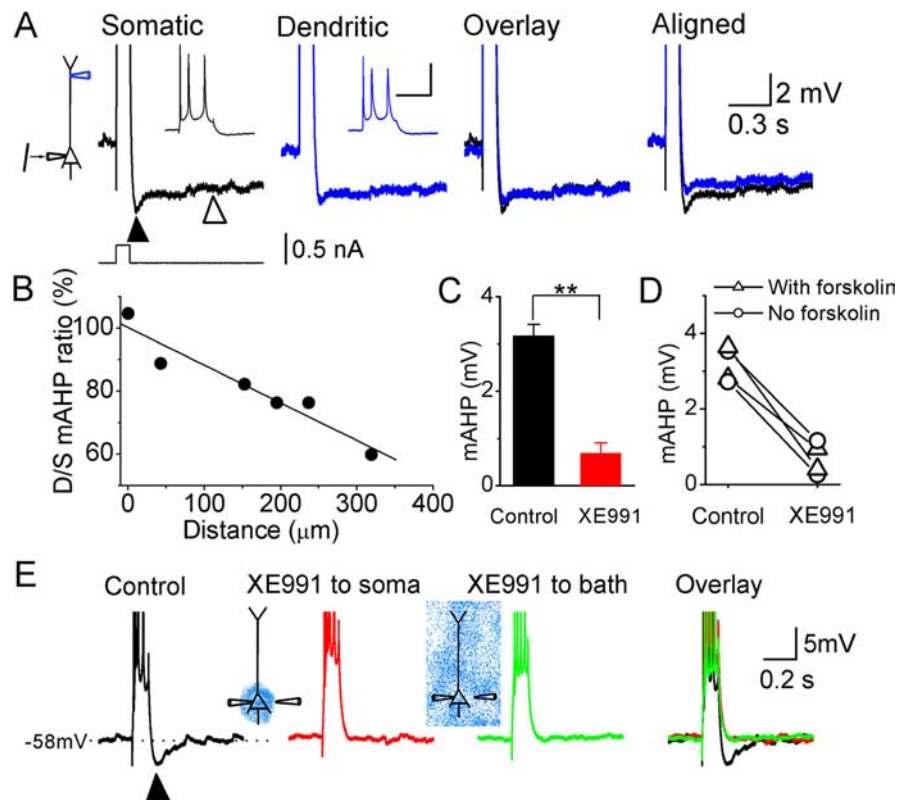 A
Somatic
Dendritic
Overlay
Aligned
2 mV
0.3 s
I
0.5 nA
B
D/S mAHP ratio (%)
100
80
60
0
100
200
300
400
Distance (μm)
C
mAHP (mV)
4
2
0
**
Control
XE991
D
With forskolin
No forskolin
mAHP (mV)
4
2
0
Control
XE991
E
Control
XE991 to soma
XE991 to bath
Overlay
5mV
0.2 s
-58mV